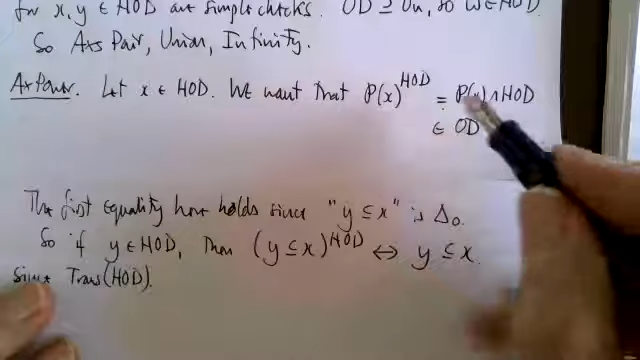 for x, y ∈ HOD are simple checks. OD ⊇ On, so ω ∈ HOD.
So Axs Pair, Union, Infinity.
Ax Power. Let x ∈ HOD. We want that P(x)^HOD = P(x) ∩ HOD
∈ OD
The first equality here holds since "y ⊆ x" is Δ₀.
So if y ∈ HOD, then (y ⊆ x)^HOD ⇔ y ⊆ x.
since Trans(HOD).